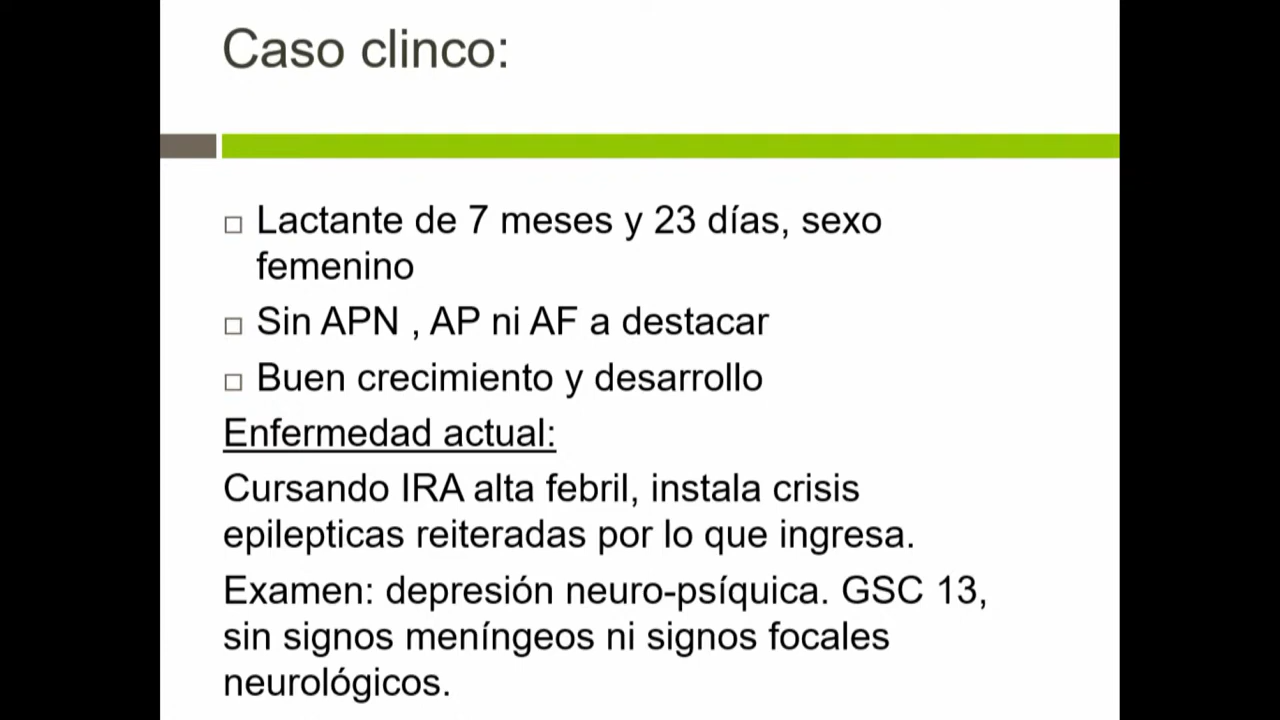 Caso clinco:
Lactante de 7 meses y 23 días, sexo
femenino
Sin APN , AP ni AF a destacar
Buen crecimiento y desarrollo
Enfermedad actual:
Cursando IRA alta febril, instala crisis
epilepticas reiteradas por lo que ingresa.
Examen: depresión neuro-psíquica. GSC 13,
sin signos meníngeos ni signos focales
neurológicos.